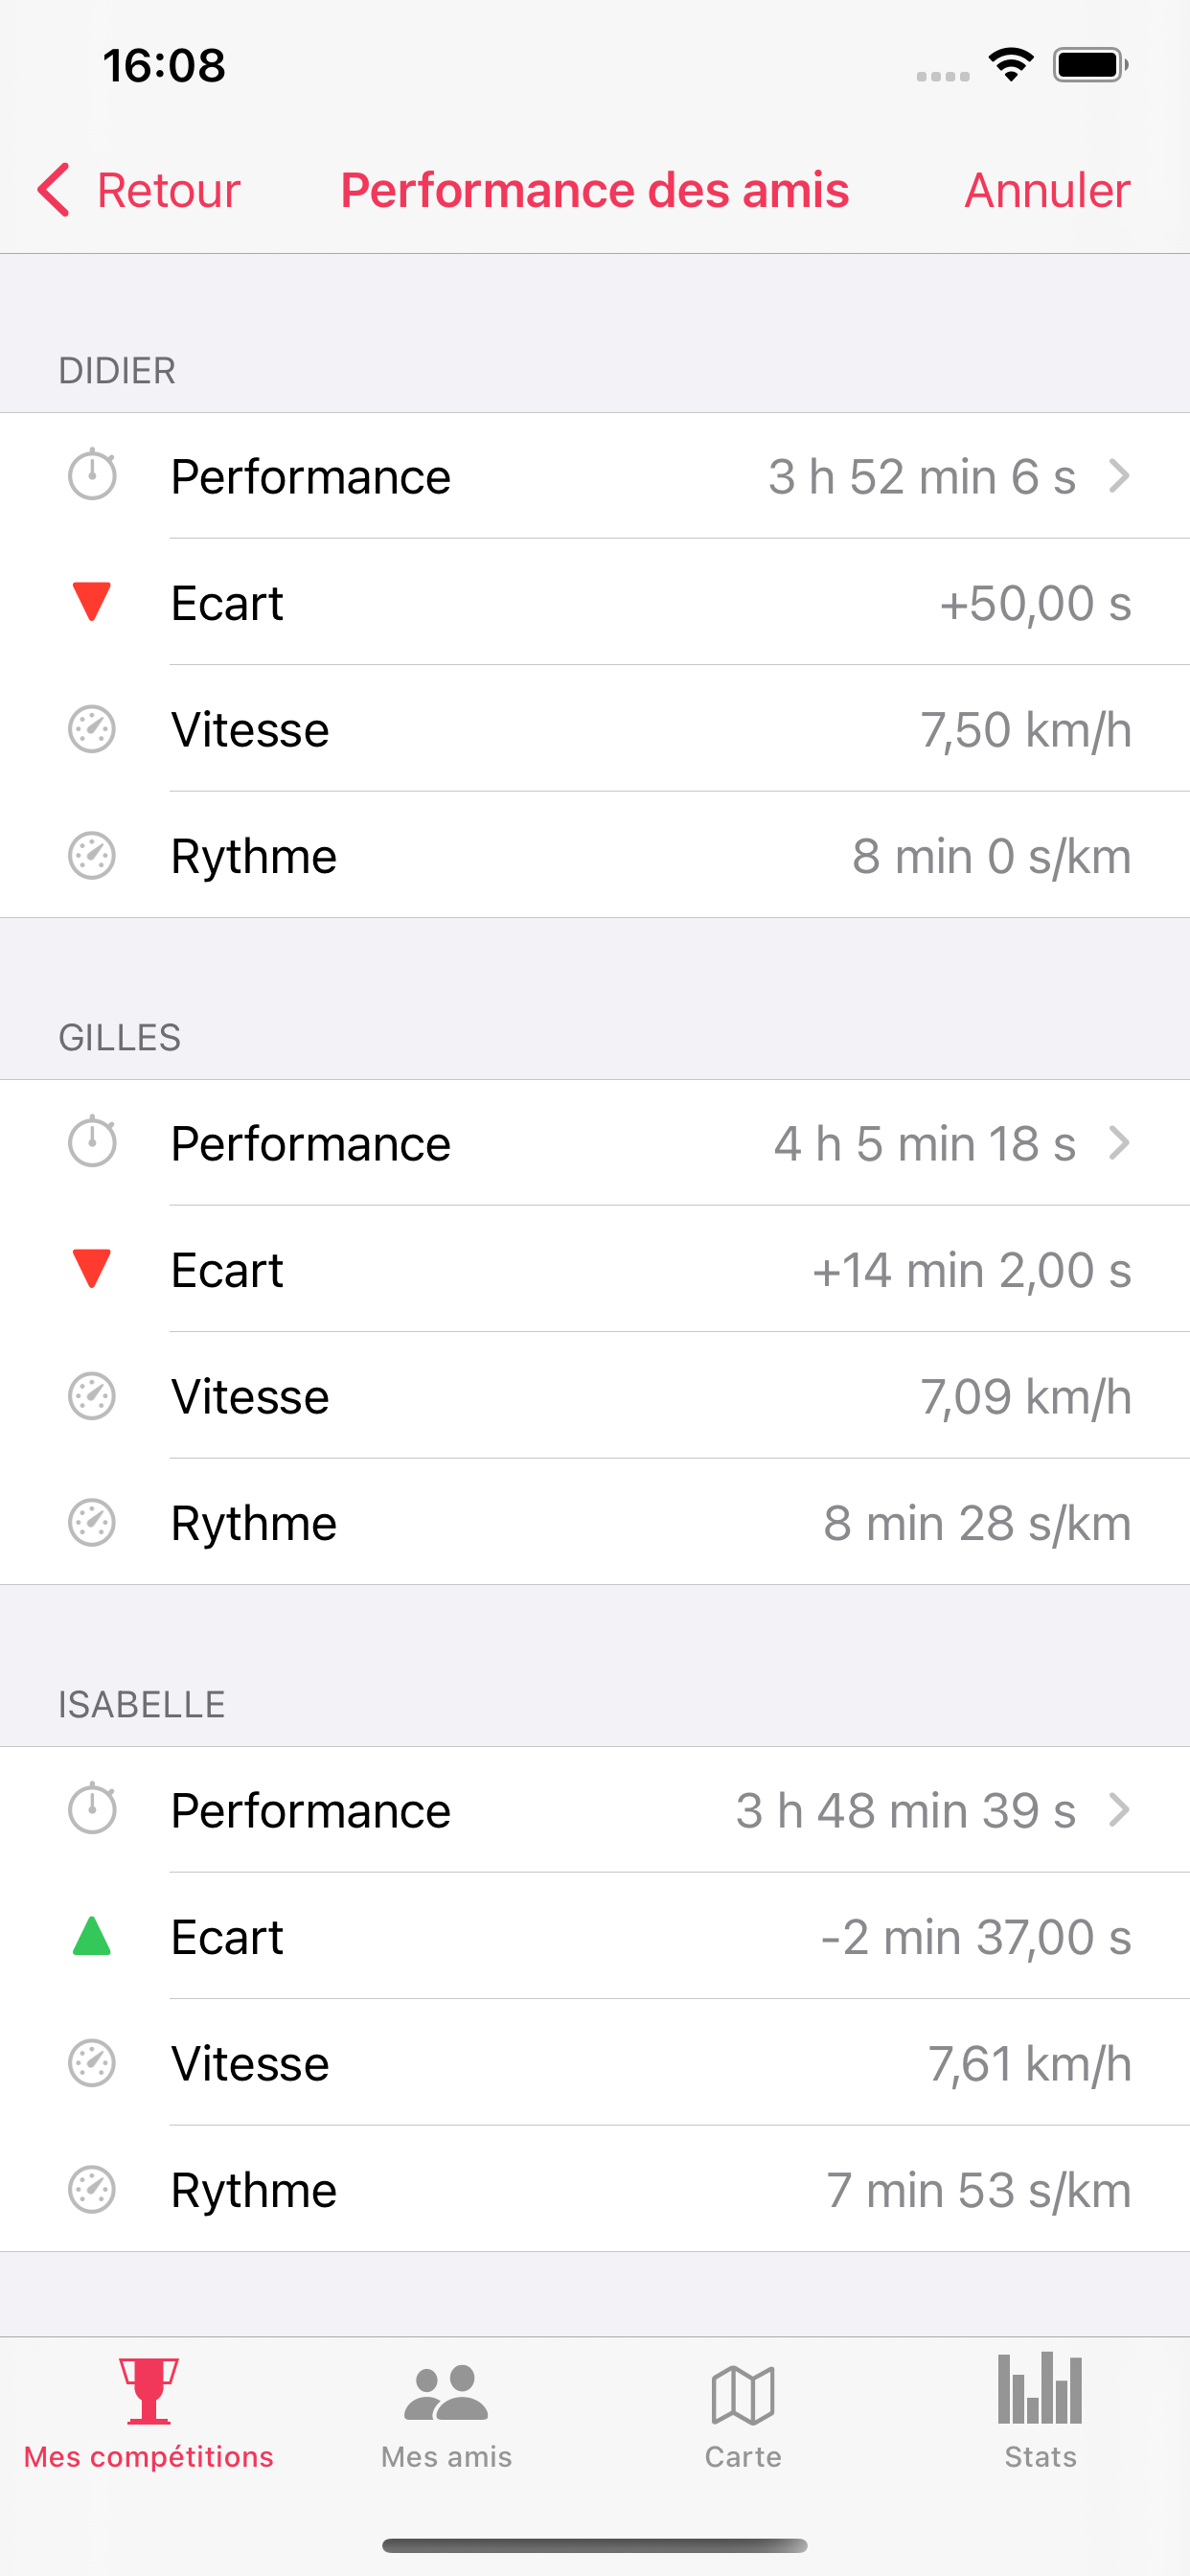 16:08
Retour Performance des amis Annuler
DIDIER
Performance 3 h 52 min 6 s
Ecart +50,00 s
Vitesse 7,50 km/h
Rythme 8 min 0 s/km
GILLES
Performance 4 h 5 min 18 s
Ecart +14 min 2,00 s
Vitesse 7,09 km/h
Rythme 8 min 28 s/km
ISABELLE
Performance 3 h 48 min 39 s
Ecart -2 min 37,00 s
Vitesse 7,61 km/h
Rythme 7 min 53 s/km
Mes compétitions Mes amis Carte Stats